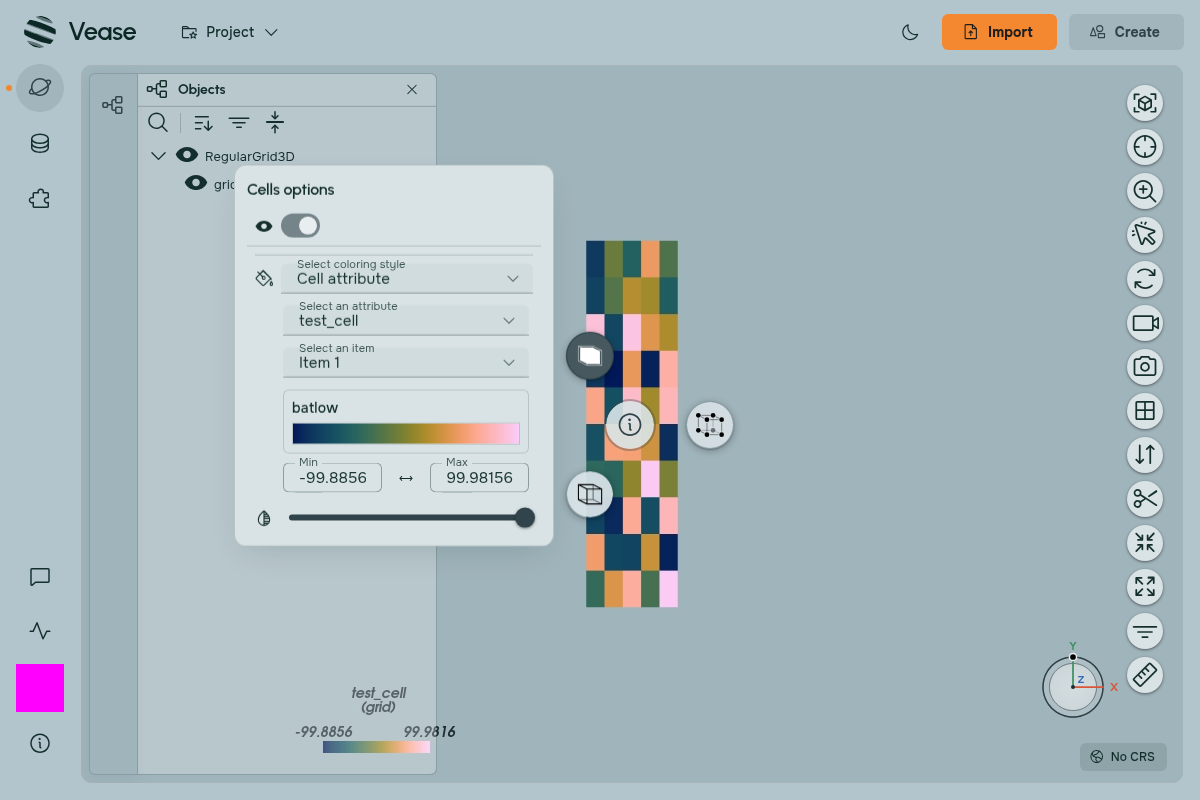 Vease
Project
Import
Create
Objects
RegularGrid3D
Cells options
Select coloring style
Cell attribute
Select an attribute
test_cell
Select an item
Item 1
batlow
Min
-99.8856
Max
99.98156
test_cell
(grid)
-99.8856
99.9816
Y
Z
X
No CRS